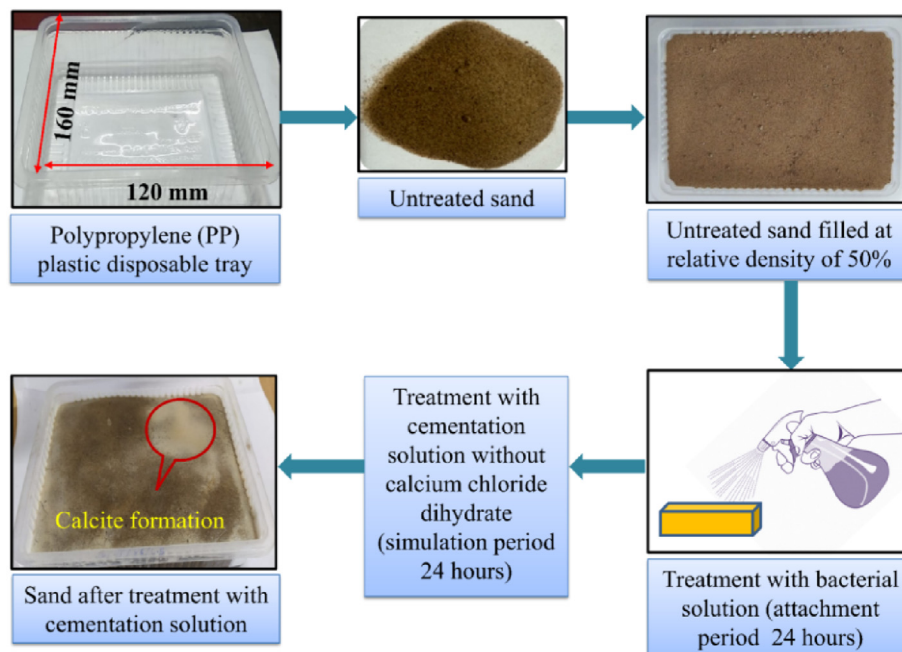 160 mm
120 mm
Polypropylene (PP)
plastic disposable tray
Untreated sand
Untreated sand filled at
relative density of 50%
Treatment with bacterial
solution (attachment
period 24 hours)
Treatment with
cementation
solution without
calcium chloride
dihydrate
(simulation period
24 hours)
Calcite formation
Sand after treatment with
cementation solution